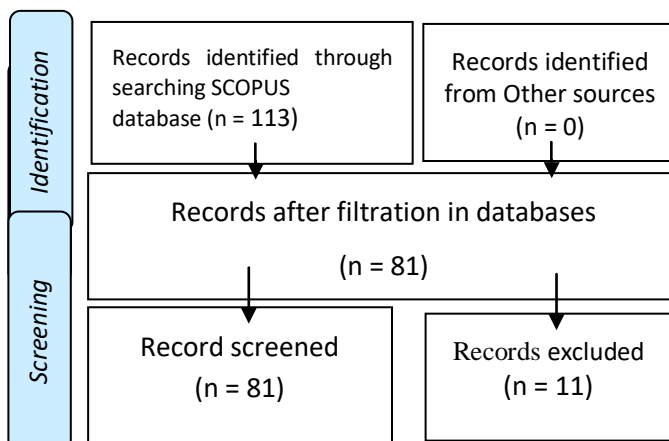 Identification
Records identified through
searching SCOPUS
database (n = 113)
Records identified
from Other sources
(n = 0)
Records after filtration in databases
(n = 81)
Screening
Record screened
(n = 81)
Records excluded
(n = 11)